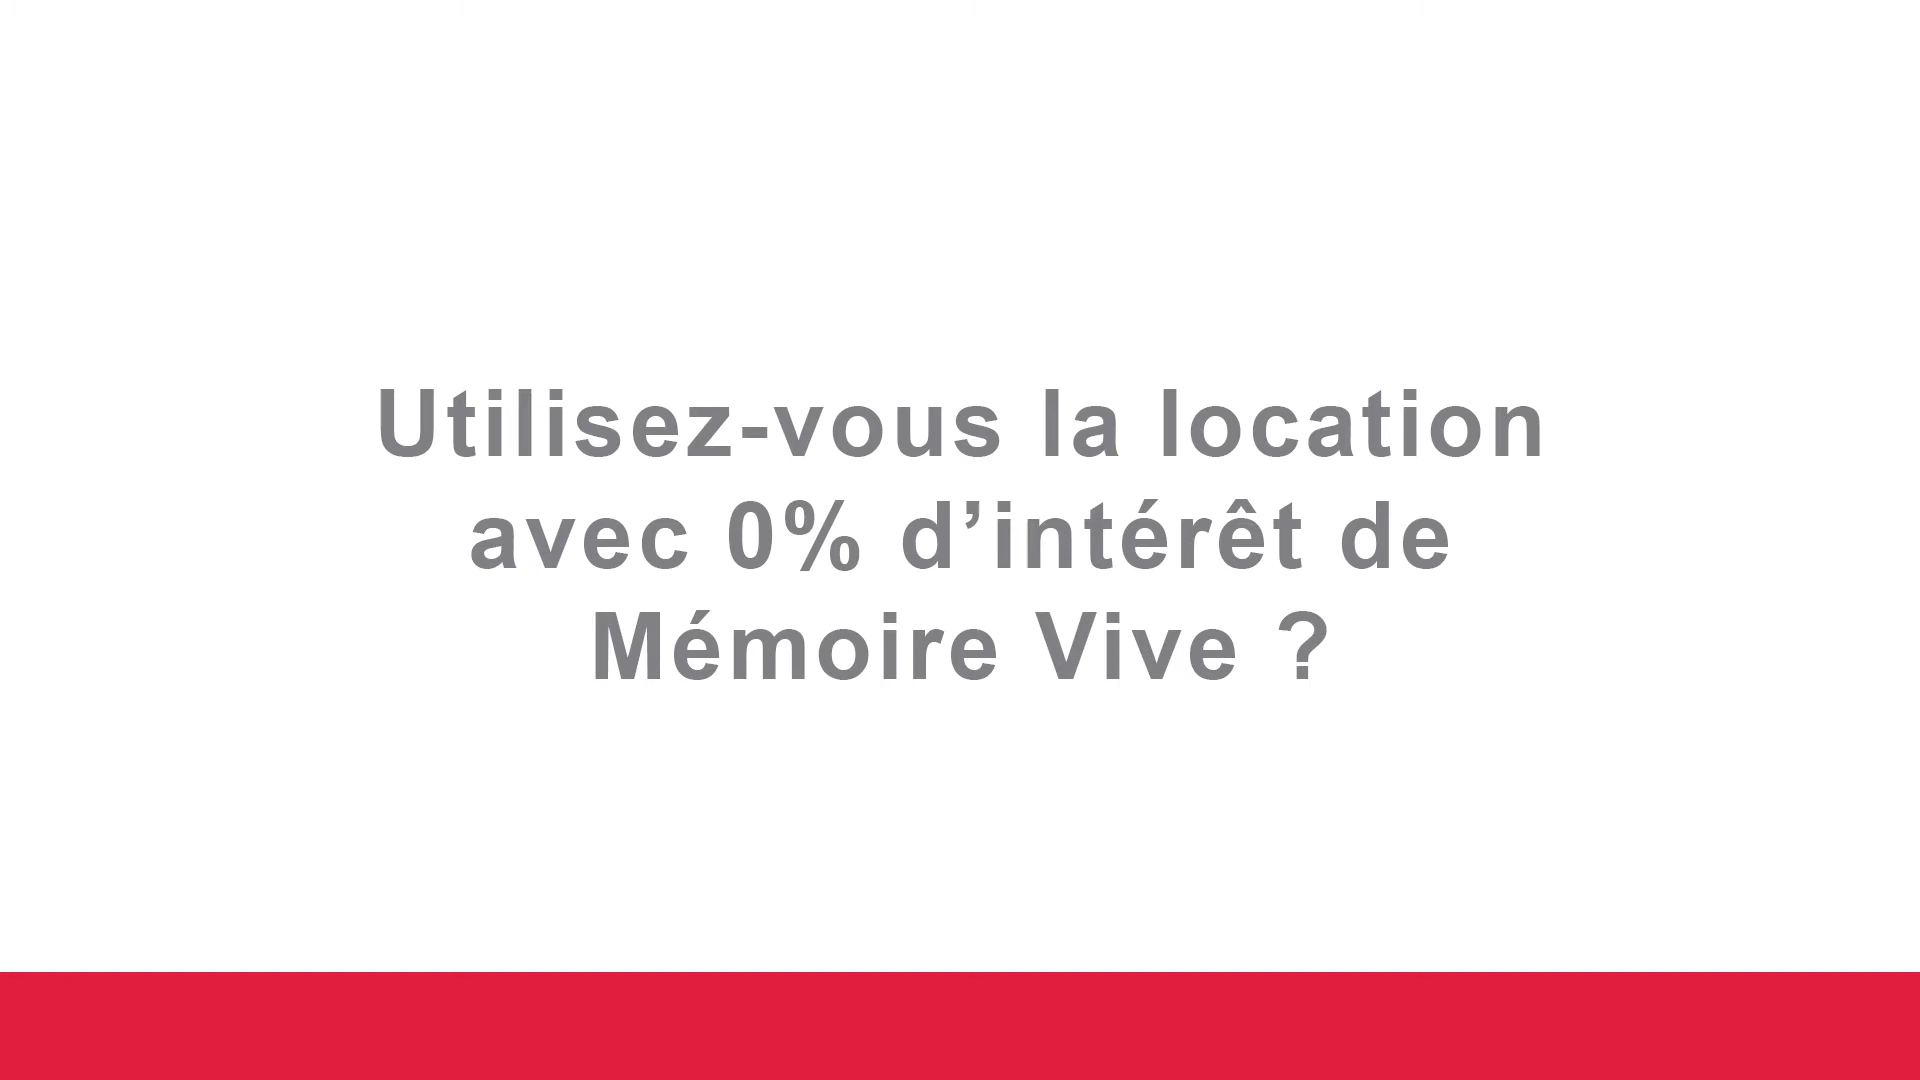 Utilisez-vous la location
avec 0% d’intérêt de
Mémoire Vive ?